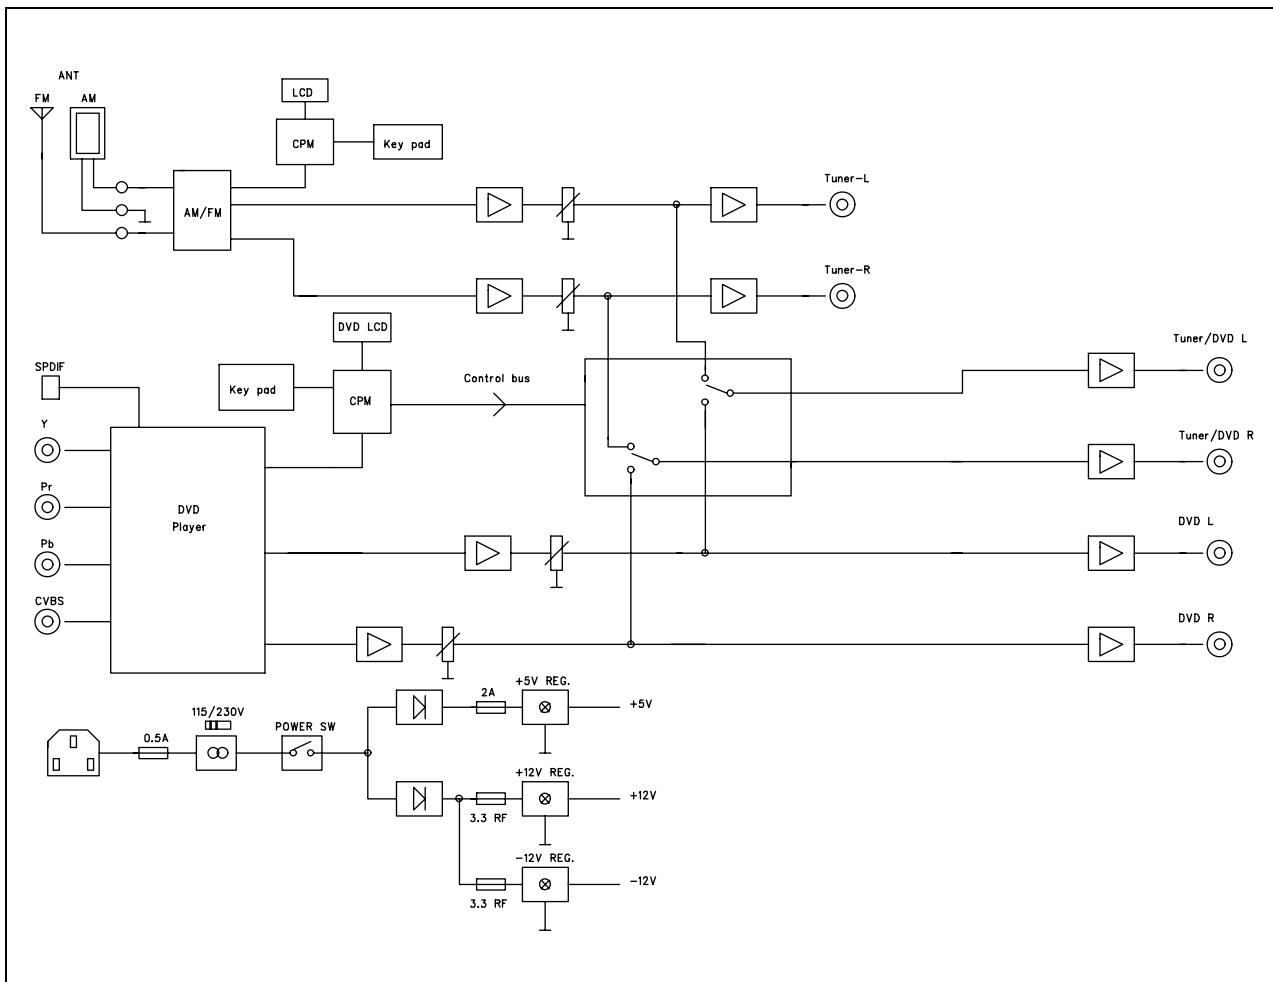 ANT
FM
AM
LCD
CPM
Key pad
AM/FM
Tuner-L
Tuner-R
DVD LCD
Key pad
CPM
Control bus
Tuner/DVD L
SPDIF
Y
Tuner/DVD R
Pr
DVD
Player
DVD L
Pb
CVBS
DVD R
+5V REG.
2A
+5V
115/230V
POWER SW
0.5A
+12V REG.
+12V
3.3 RF
-12V REG.
-12V
3.3 RF